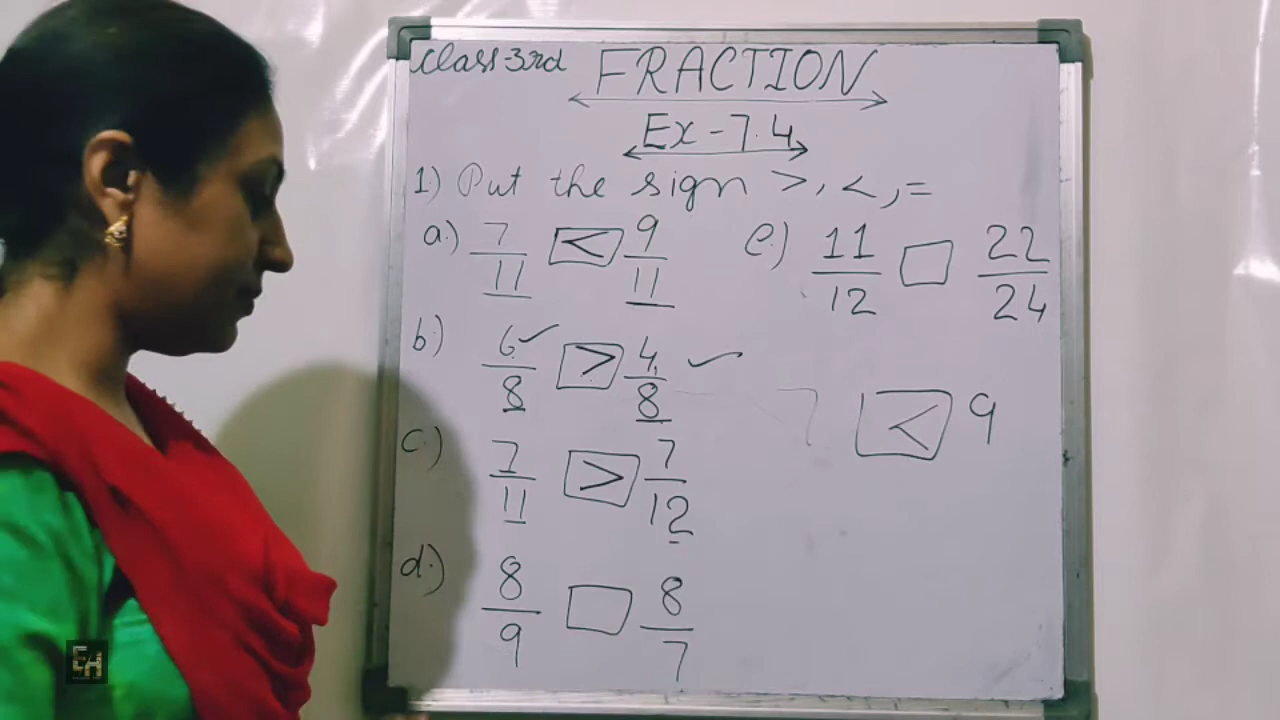 Class-3rd FRACTION
Ex-7.4
1) Put the sign >, <, =
a.) 7/11 < 9/11
e.) 11/12 □ 22/24
b.) 6/8 ✓ > 4/8 ✓
7 < 9
c.) 7/11 > 7/12
d.) 8/9 □ 8/7
EH